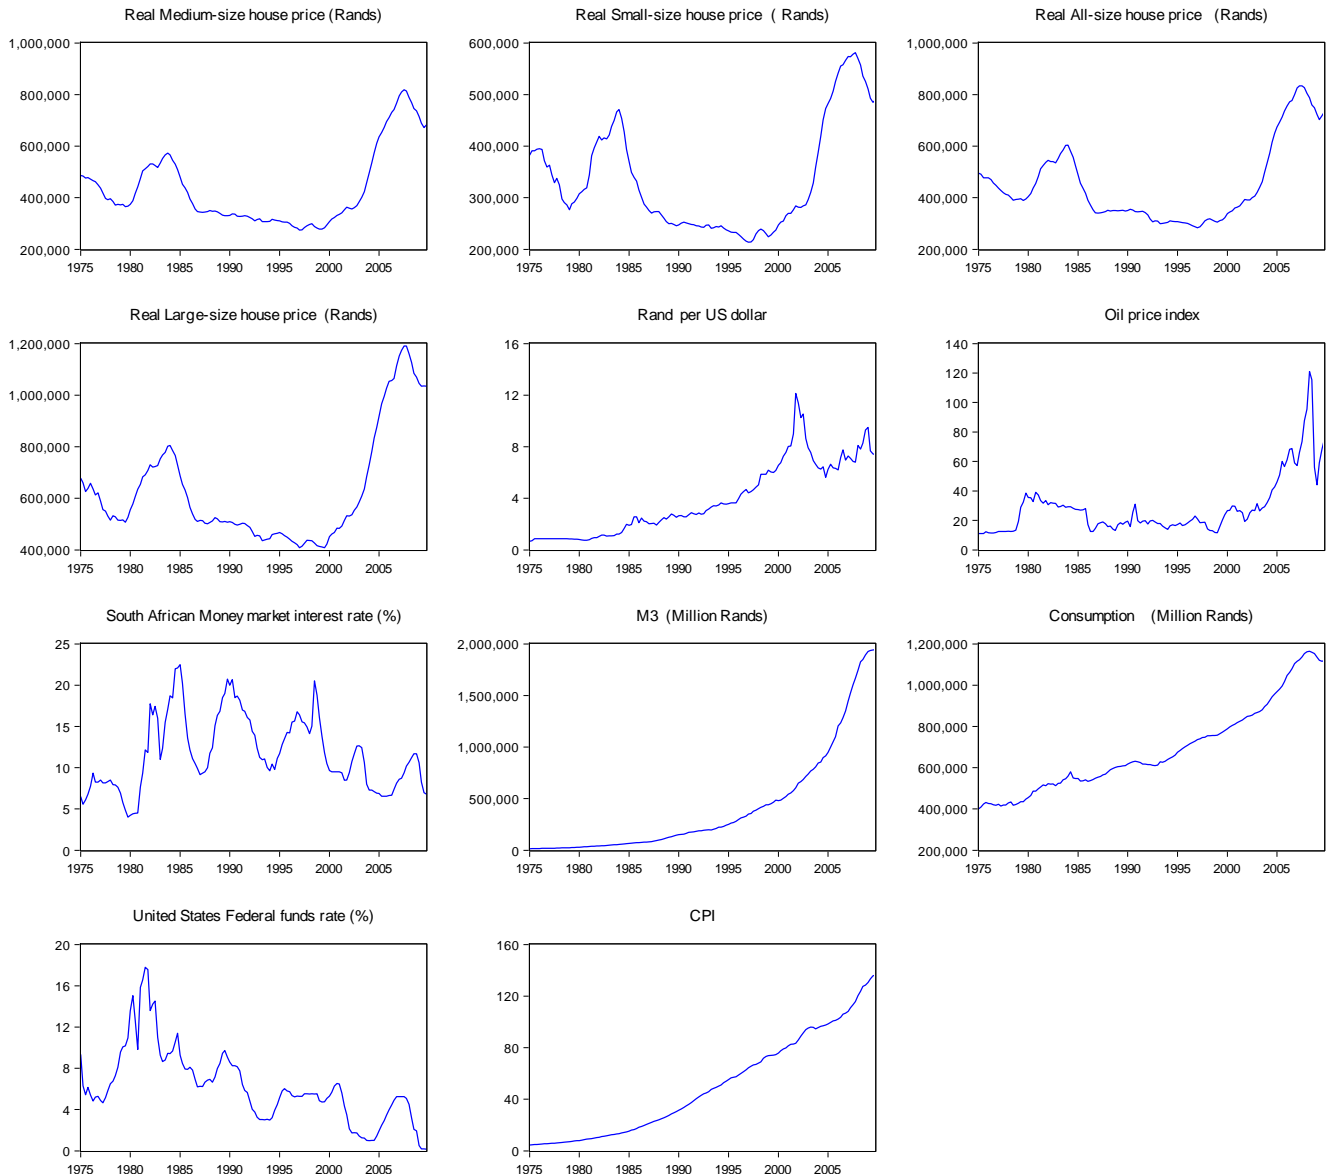 Real Medium-size house price (Rands)
1,000,000
800,000
600,000
400,000
200,000
1975 1980 1985 1990 1995 2000 2005
Real Small-size house price ( Rands)
600,000
500,000
400,000
300,000
200,000
1975 1980 1985 1990 1995 2000 2005
Real All-size house price (Rands)
1,000,000
800,000
600,000
400,000
200,000
1975 1980 1985 1990 1995 2000 2005
Real Large-size house price (Rands)
1,200,000
1,000,000
800,000
600,000
400,000
1975 1980 1985 1990 1995 2000 2005
Rand per US dollar
16
12
8
4
0
1975 1980 1985 1990 1995 2000 2005
Oil price index
140
120
100
80
60
40
20
0
1975 1980 1985 1990 1995 2000 2005
South African Money market interest rate (%)
25
20
15
10
5
0
1975 1980 1985 1990 1995 2000 2005
M3 (Million Rands)
2,000,000
1,500,000
1,000,000
500,000
0
1975 1980 1985 1990 1995 2000 2005
Consumption (Million Rands)
1,200,000
1,000,000
800,000
600,000
400,000
200,000
1975 1980 1985 1990 1995 2000 2005
United States Federal funds rate (%)
20
16
12
8
4
0
1975 1980 1985 1990 1995 2000 2005
CPI
160
120
80
40
0
1975 1980 1985 1990 1995 2000 2005